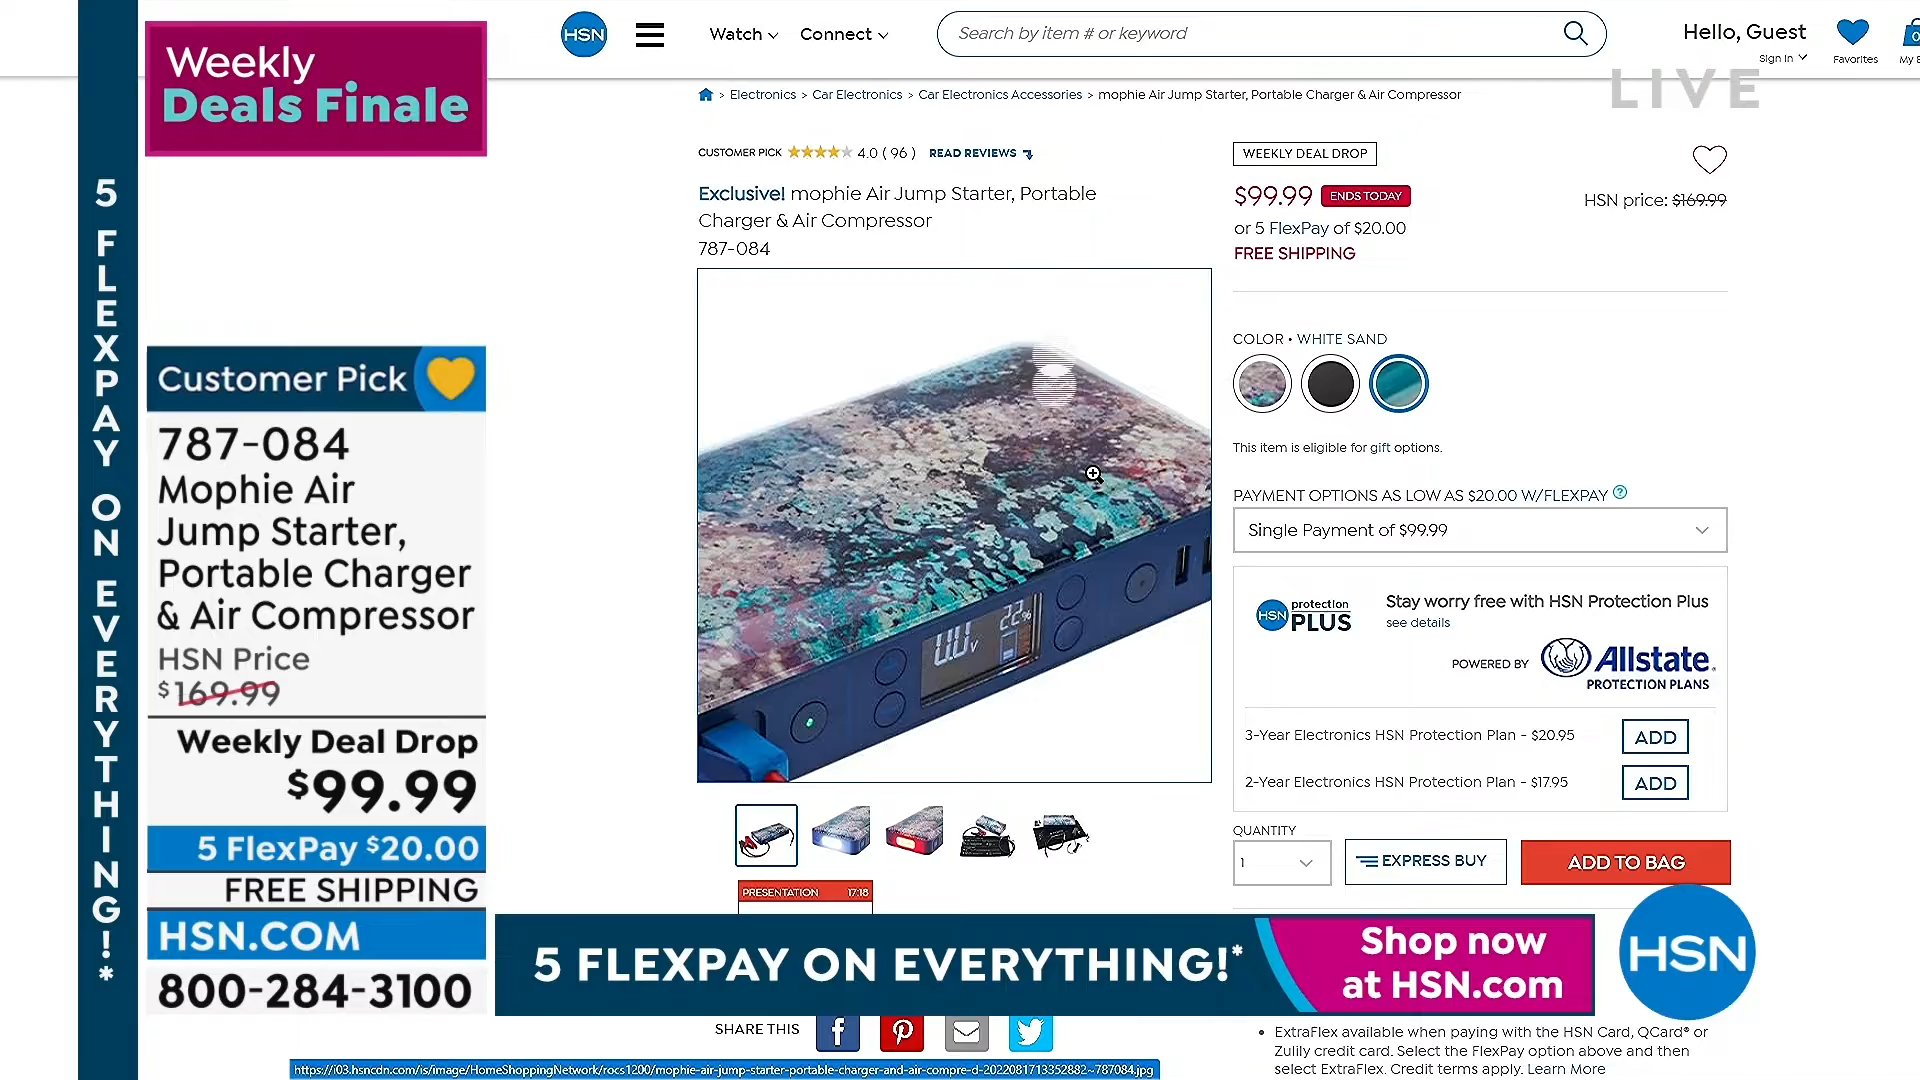 Weekly
Deals Finale
5 FLEXPAY ON EVERYTHING!*
Customer Pick
787-084
Mophie Air
Jump Starter,
Portable Charger
& Air Compressor
HSN Price
$169.99
Weekly Deal Drop
$99.99
5 FlexPay $20.00
FREE SHIPPING
HSN.COM
800-284-3100
HSN
Watch
Connect
Search by item # or keyword
Hello, Guest
Sign In
Favorites
0
LIVE
> Electronics > Car Electronics > Car Electronics Accessories > mophie Air Jump Starter, Portable Charger & Air Compressor
CUSTOMER PICK 4.0 ( 96 ) READ REVIEWS
Exclusive! mophie Air Jump Starter, Portable
Charger & Air Compressor
787-084
0.0 v 22%
PRESENTATION 17:18
WEEKLY DEAL DROP
$99.99 ENDS TODAY
HSN price: $169.99
or 5 FlexPay of $20.00
FREE SHIPPING
COLOR • WHITE SAND
This item is eligible for gift options.
PAYMENT OPTIONS AS LOW AS $20.00 W/FLEXPAY ?
Single Payment of $99.99
HSN protection PLUS
Stay worry free with HSN Protection Plus
see details
POWERED BY Allstate.
PROTECTION PLANS
3-Year Electronics HSN Protection Plan - $20.95 ADD
2-Year Electronics HSN Protection Plan - $17.95 ADD
QUANTITY
1
EXPRESS BUY
ADD TO BAG
5 FLEXPAY ON EVERYTHING!*
Shop now
at HSN.com
HSN
SHARE THIS
• ExtraFlex available when paying with the HSN Card, QCard® or
Zulily credit card. Select the FlexPay option above and then
select ExtraFlex. Credit terms apply. Learn More
https://i03.hsncdn.com/is/image/HomeShoppingNetwork/rocs1200/mophie-air-jump-starter-portable-charger-and-air-compre-d-2022081713352882~787084.jpg